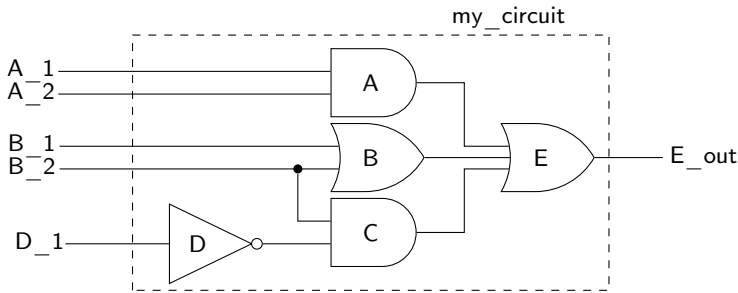 my_circuit
A_1
A_2
A
B_1
B_2
B
E
E_out
C
D_1
D